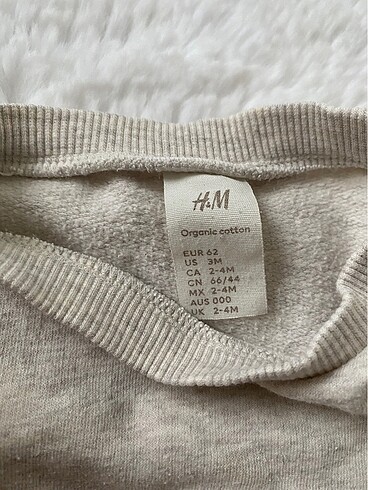 H&M
Organic cotton
EUR 62
US 3M
CA 2-4M
CN 66/44
MX 2-4M
AUS 000
UK 2-4M